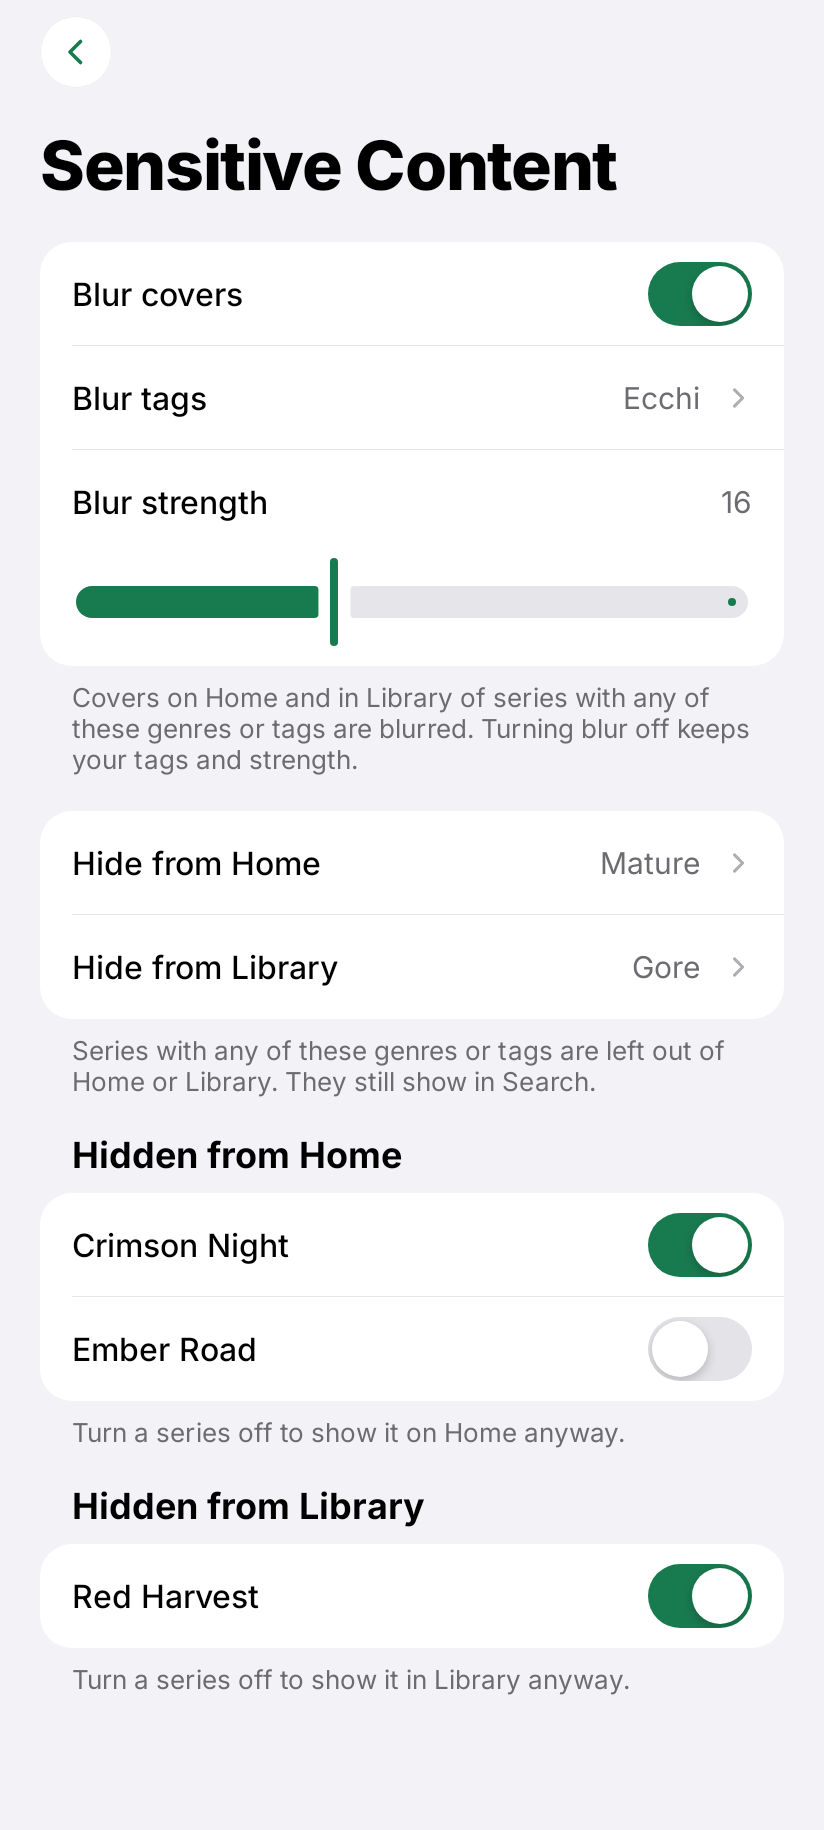 Sensitive Content
Blur covers
Blur tags Ecchi
Blur strength 16
Covers on Home and in Library of series with any of
these genres or tags are blurred. Turning blur off keeps
your tags and strength.
Hide from Home Mature
Hide from Library Gore
Series with any of these genres or tags are left out of
Home or Library. They still show in Search.
Hidden from Home
Crimson Night
Ember Road
Turn a series off to show it on Home anyway.
Hidden from Library
Red Harvest
Turn a series off to show it in Library anyway.